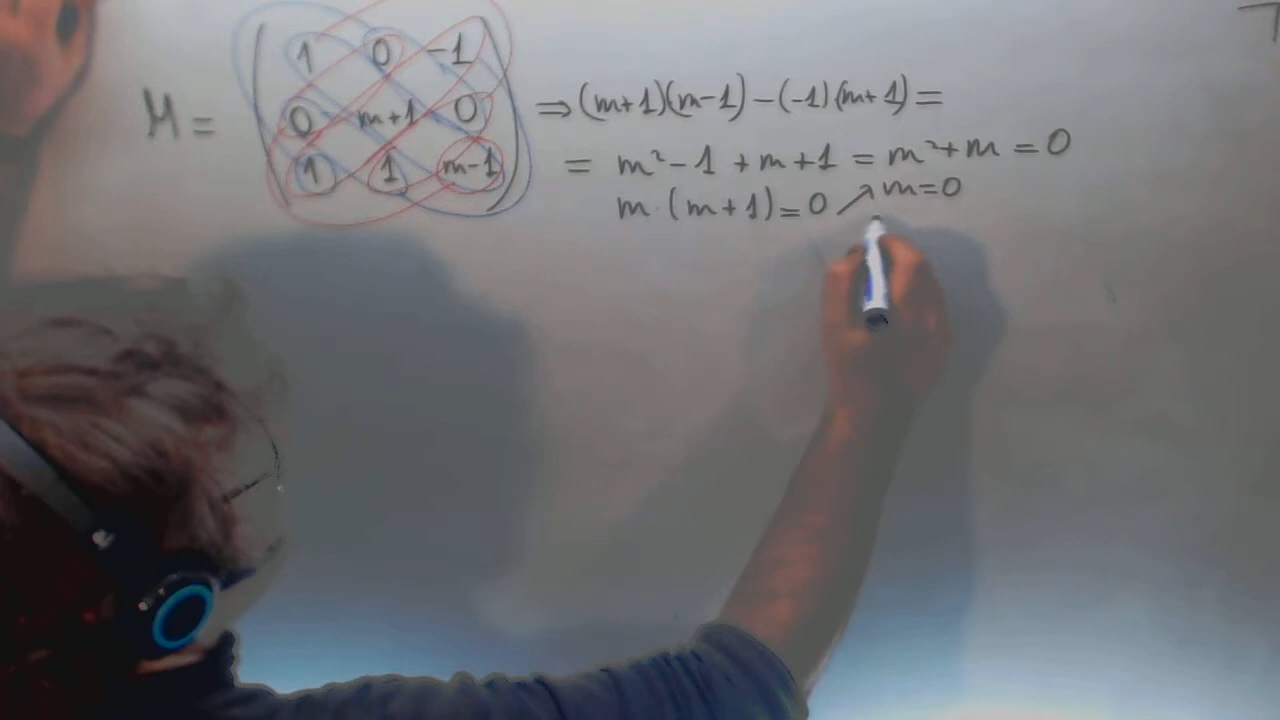 M = ( 1 0 -1
0 m+1 0
1 1 m-1 )
⇒ (m+1)(m-1) - (-1)(m+1) =
= m²-1 + m+1 = m²+m = 0
m · (m+1) = 0 ↗ m=0